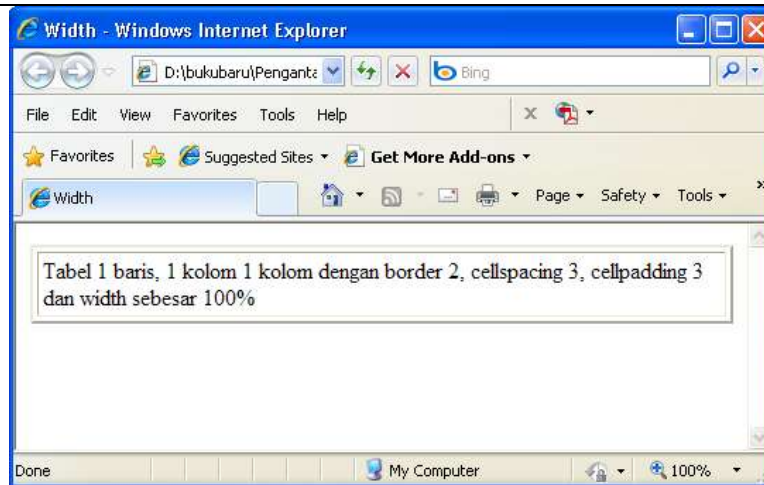 Width - Windows Internet Explorer
D:\bukubaru\Penganta
Bing
File Edit View Favorites Tools Help
Favorites Suggested Sites Get More Add-ons
Width Page Safety Tools »
Tabel 1 baris, 1 kolom 1 kolom dengan border 2, cellspacing 3, cellpadding 3
dan width sebesar 100%
Done My Computer 100%